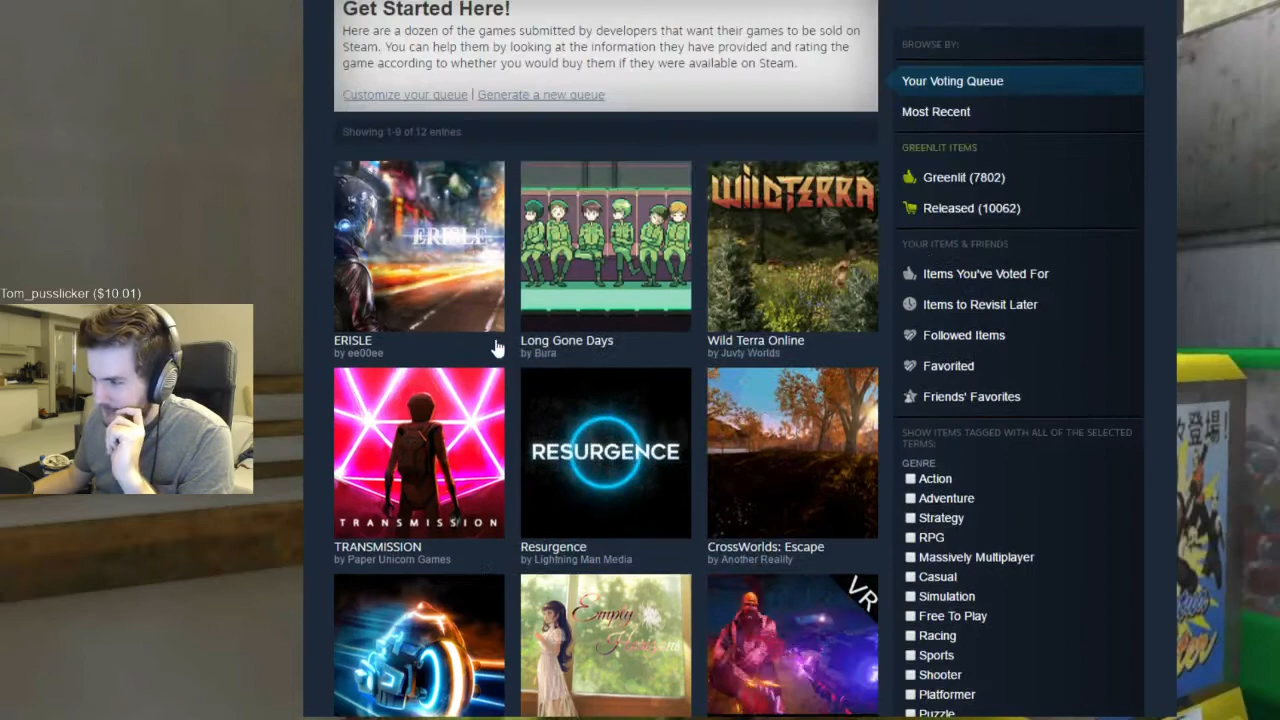 Get Started Here!
Here are a dozen of the games submitted by developers that want their games to be sold on
Steam. You can help them by looking at the information they have provided and rating the
game according to whether you would buy them if they were available on Steam.
Customize your queue | Generate a new queue
Showing 1-9 of 12 entries
ERISLE
WILDTERRA
ERISLE
by ee00ee
Long Gone Days
by Bura
Wild Terra Online
by Juvty Worlds
TRANSMISSION
RESURGENCE
TRANSMISSION
by Paper Unicorn Games
Resurgence
by Lightning Man Media
CrossWorlds: Escape
by Another Reality
Empty
VR
BROWSE BY:
Your Voting Queue
Most Recent
GREENLIT ITEMS
Greenlit (7802)
Released (10062)
YOUR ITEMS & FRIENDS
Items You've Voted For
Items to Revisit Later
Followed Items
Favorited
Friends' Favorites
SHOW ITEMS TAGGED WITH ALL OF THE SELECTED
TERMS:
GENRE
Action
Adventure
Strategy
RPG
Massively Multiplayer
Casual
Simulation
Free To Play
Racing
Sports
Shooter
Platformer
Puzzle
Tom_pusslicker ($10.01)
登場!